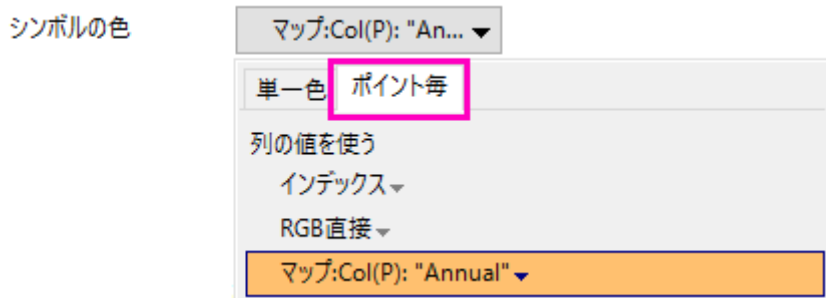 シンボルの色 マップ:Col(P): "An...
単一色 ポイント毎
列の値を使う
インデックス
RGB直接
マップ:Col(P): "Annual"